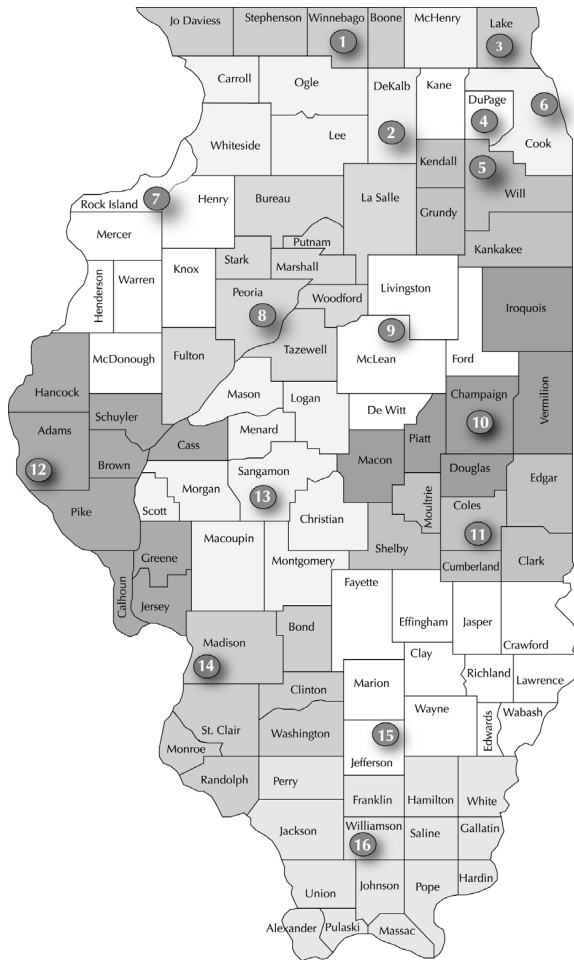 Jo Daviess
Stephenson
Winnebago
Boone
McHenry
Lake
1
3
Carroll
Ogle
DeKalb
Kane
DuPage
6
4
2
Cook
Whiteside
Lee
Kendall
5
Will
Rock Island
7
Henry
Bureau
La Salle
Grundy
Mercer
Putnam
Kankakee
Henderson
Warren
Knox
Stark
Marshall
Peoria
Woodford
Livingston
Iroquois
8
9
McDonough
Fulton
Tazewell
McLean
Ford
Hancock
Mason
Logan
Champaign
Vermilion
De Witt
Schuyler
Adams
Menard
Piatt
10
Cass
12
Brown
Sangamon
Macon
Douglas
Edgar
Morgan
13
Moultrie
Coles
Pike
Scott
Christian
11
Macoupin
Shelby
Greene
Montgomery
Cumberland
Clark
Calhoun
Jersey
Fayette
Effingham
Jasper
Crawford
Bond
Madison
Clay
14
Richland
Lawrence
Marion
Clinton
Wayne
Edwards
Wabash
St. Clair
Washington
15
Monroe
Jefferson
Randolph
Perry
Franklin
Hamilton
White
Jackson
Williamson
Saline
Gallatin
16
Union
Johnson
Pope
Hardin
Alexander
Pulaski
Massac